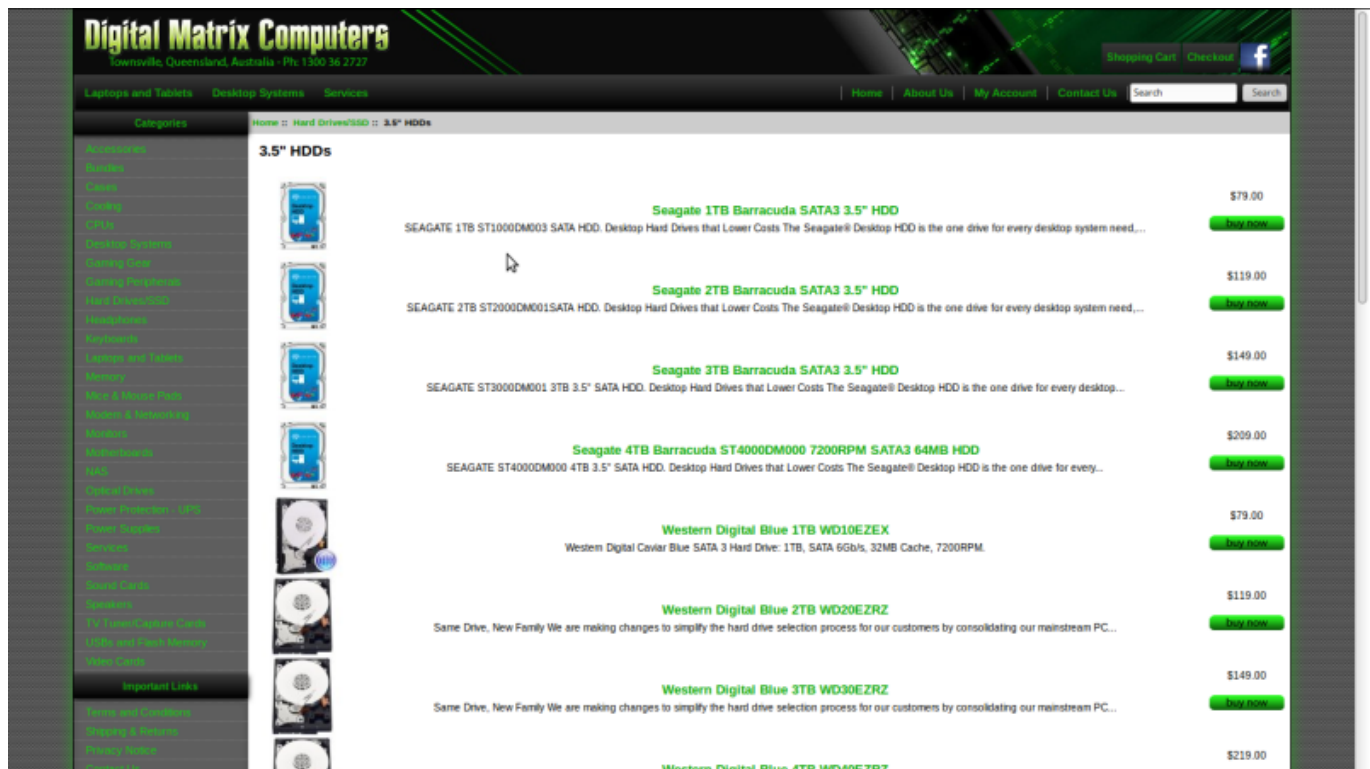 Digital Matrix Computers
Townsville, Queensland, Australia - Ph: 1300 36 2727
Shopping Cart Checkout f
Laptops and Tablets Desktop Systems Services Home About Us My Account Contact Us Search Search
Categories
Home :: Hard Drives/SSD :: 3.5" HDDs
Accessories
Bundles
Cases
Cooling
CPUs
Desktop Systems
Gaming Gear
Gaming Peripherals
Hard Drives/SSD
Headphones
Keyboards
Laptops and Tablets
Memory
Mice & Mouse Pads
Modem & Networking
Monitors
Motherboards
NAS
Optical Drives
Power Protection - UPS
Power Supplies
Services
Software
Sound Cards
Speakers
TV Tuner/Capture Cards
USBs and Flash Memory
Video Cards
Important Links
Terms and Conditions
Shipping & Returns
Privacy Notice
Contact Us
3.5" HDDs
Seagate 1TB Barracuda SATA3 3.5" HDD
SEAGATE 1TB ST1000DM003 SATA HDD. Desktop Hard Drives that Lower Costs The Seagate® Desktop HDD is the one drive for every desktop system need,...
$79.00
buy now
Seagate 2TB Barracuda SATA3 3.5" HDD
SEAGATE 2TB ST2000DM001SATA HDD. Desktop Hard Drives that Lower Costs The Seagate® Desktop HDD is the one drive for every desktop system need,...
$119.00
buy now
Seagate 3TB Barracuda SATA3 3.5" HDD
SEAGATE ST3000DM001 3TB 3.5" SATA HDD. Desktop Hard Drives that Lower Costs The Seagate® Desktop HDD is the one drive for every desktop...
$149.00
buy now
Seagate 4TB Barracuda ST4000DM000 7200RPM SATA3 64MB HDD
SEAGATE ST4000DM000 4TB 3.5" SATA HDD. Desktop Hard Drives that Lower Costs The Seagate® Desktop HDD is the one drive for every...
$209.00
buy now
Western Digital Blue 1TB WD10EZEX
Western Digital Caviar Blue SATA 3 Hard Drive: 1TB, SATA 6Gb/s, 32MB Cache, 7200RPM.
$79.00
buy now
Western Digital Blue 2TB WD20EZRZ
Same Drive, New Family We are making changes to simplify the hard drive selection process for our customers by consolidating our mainstream PC...
$119.00
buy now
Western Digital Blue 3TB WD30EZRZ
Same Drive, New Family We are making changes to simplify the hard drive selection process for our customers by consolidating our mainstream PC...
$149.00
buy now
Western Digital Blue 4TB WD40EZRZ
$219.00